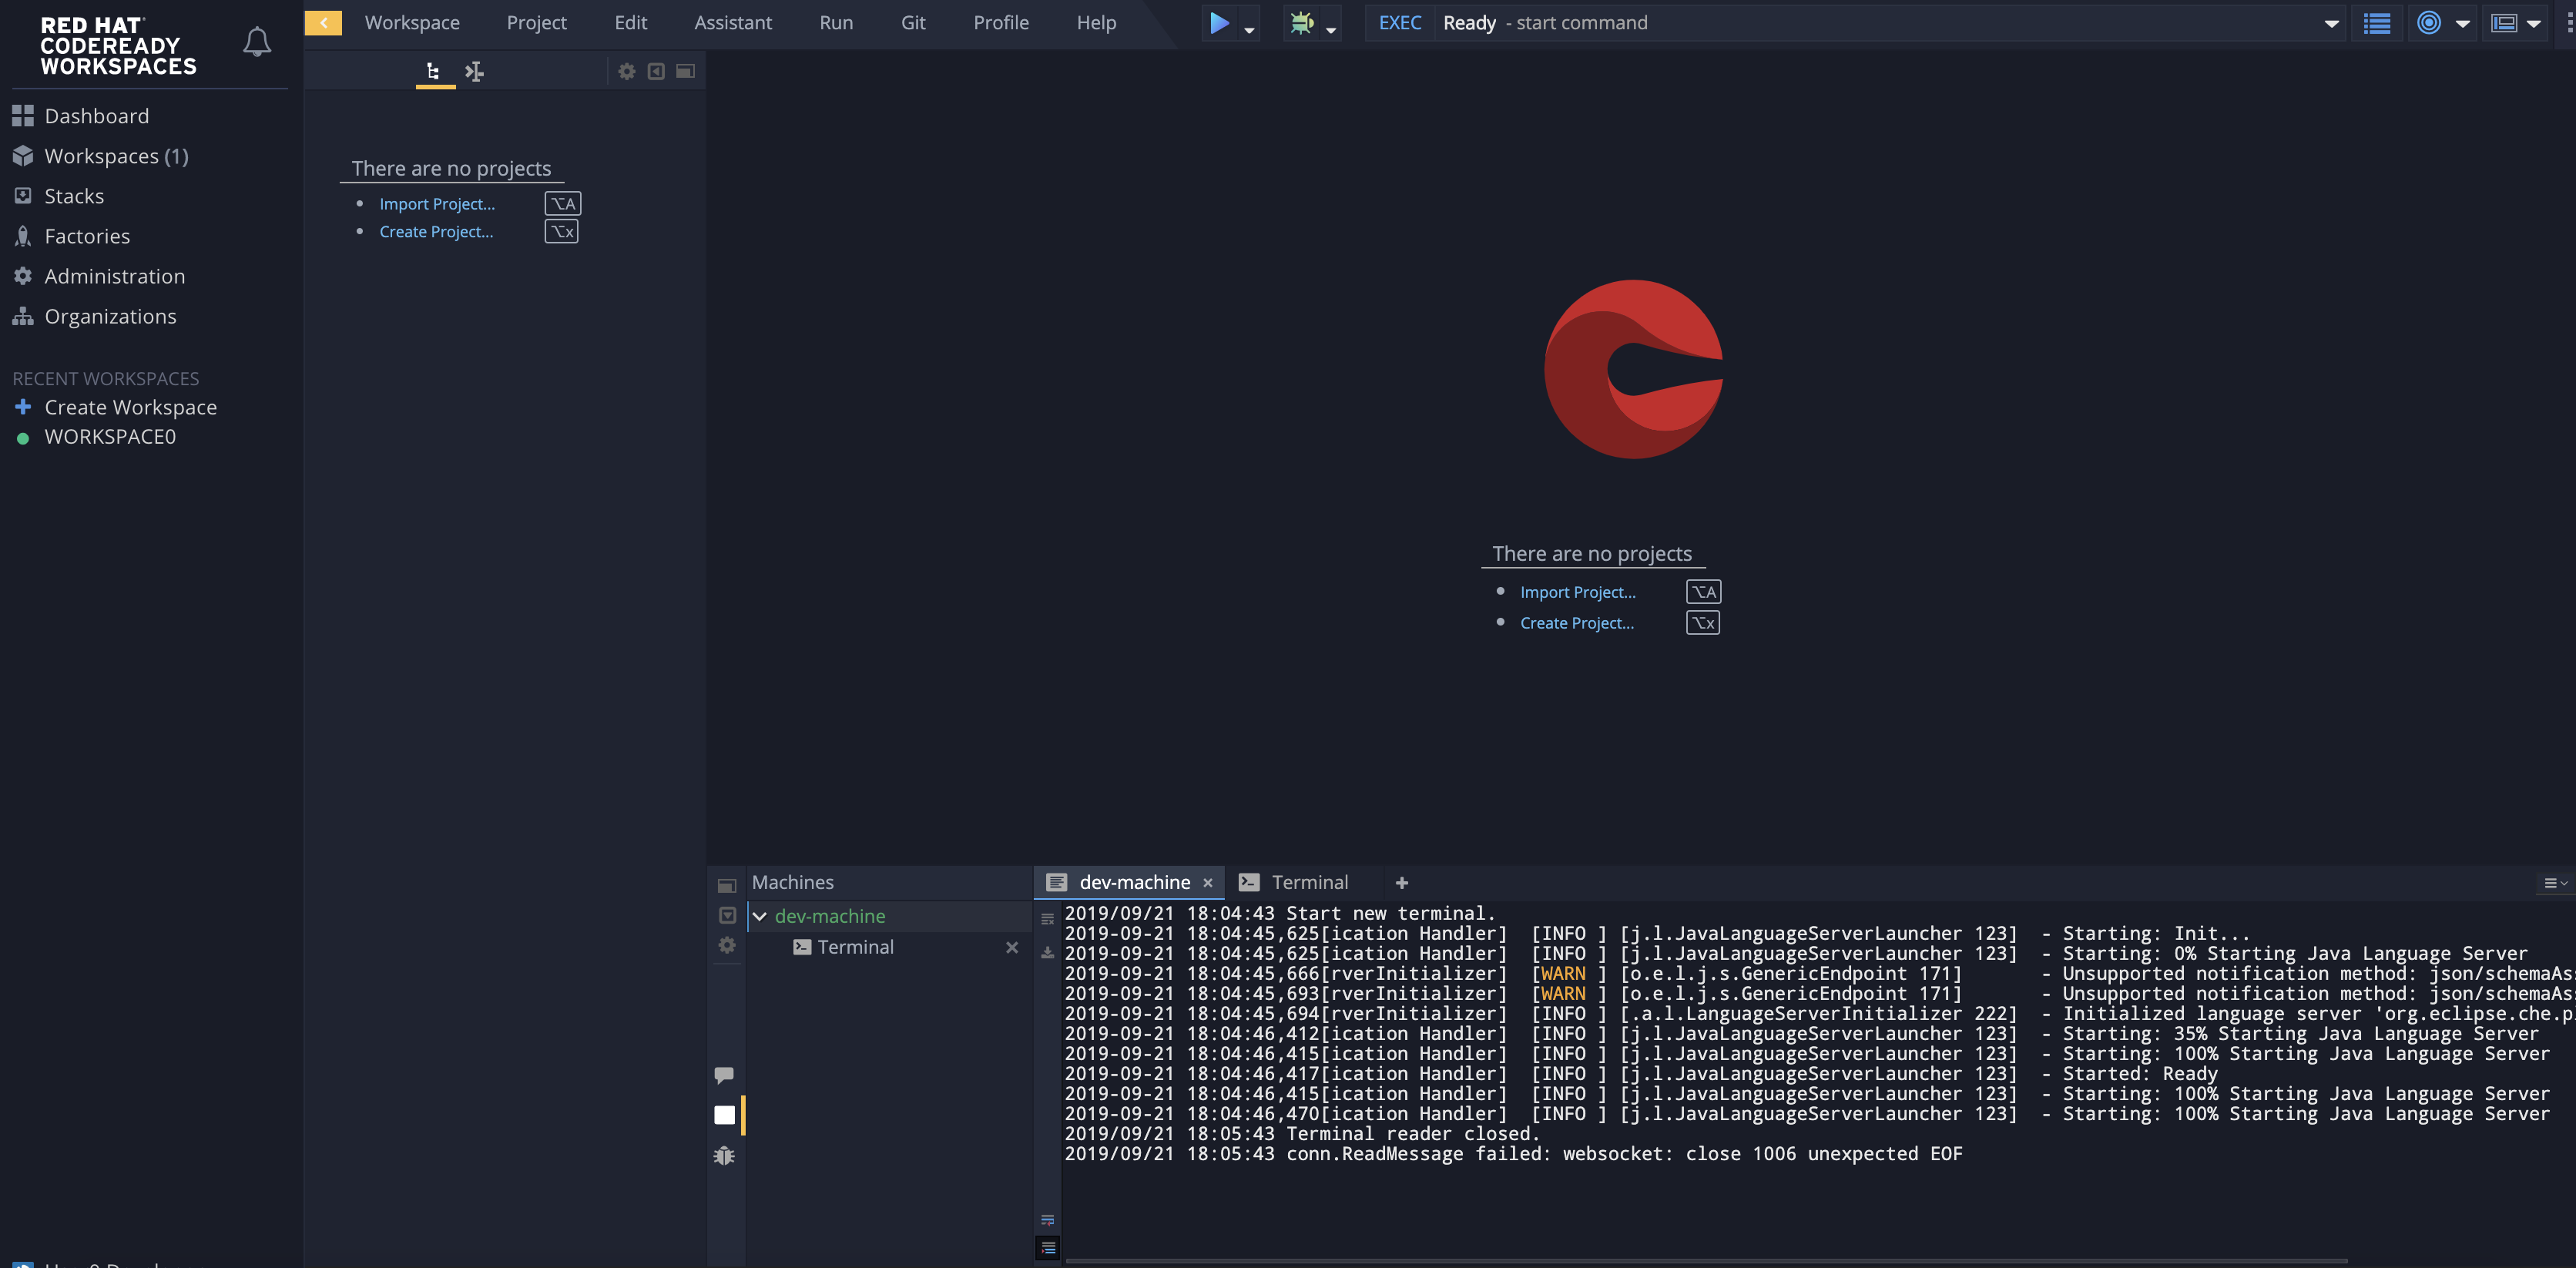 RED HAT
CODEREADY
WORKSPACES
Dashboard
Workspaces (1)
Stacks
Factories
Administration
Organizations
RECENT WORKSPACES
Create Workspace
WORKSPACE0
Workspace Project Edit Assistant Run Git Profile Help
EXEC Ready - start command
There are no projects
Import Project... ⌥A
Create Project... ⌥x
There are no projects
Import Project... ⌥A
Create Project... ⌥x
Machines
dev-machine
Terminal
dev-machine × Terminal +
2019/09/21 18:04:43 Start new terminal.
2019-09-21 18:04:45,625[ication Handler] [INFO ] [j.l.JavaLanguageServerLauncher 123] - Starting: Init...
2019-09-21 18:04:45,625[ication Handler] [INFO ] [j.l.JavaLanguageServerLauncher 123] - Starting: 0% Starting Java Language Server
2019-09-21 18:04:45,666[rverInitializer] [WARN ] [o.e.l.j.s.GenericEndpoint 171] - Unsupported notification method: json/schemaAs
2019-09-21 18:04:45,693[rverInitializer] [WARN ] [o.e.l.j.s.GenericEndpoint 171] - Unsupported notification method: json/schemaAs
2019-09-21 18:04:45,694[rverInitializer] [INFO ] [.a.l.LanguageServerInitializer 222] - Initialized language server 'org.eclipse.che.p
2019-09-21 18:04:46,412[ication Handler] [INFO ] [j.l.JavaLanguageServerLauncher 123] - Starting: 35% Starting Java Language Server
2019-09-21 18:04:46,415[ication Handler] [INFO ] [j.l.JavaLanguageServerLauncher 123] - Starting: 100% Starting Java Language Server
2019-09-21 18:04:46,417[ication Handler] [INFO ] [j.l.JavaLanguageServerLauncher 123] - Started: Ready
2019-09-21 18:04:46,415[ication Handler] [INFO ] [j.l.JavaLanguageServerLauncher 123] - Starting: 100% Starting Java Language Server
2019-09-21 18:04:46,470[ication Handler] [INFO ] [j.l.JavaLanguageServerLauncher 123] - Starting: 100% Starting Java Language Server
2019/09/21 18:05:43 Terminal reader closed.
2019/09/21 18:05:43 conn.ReadMessage failed: websocket: close 1006 unexpected EOF